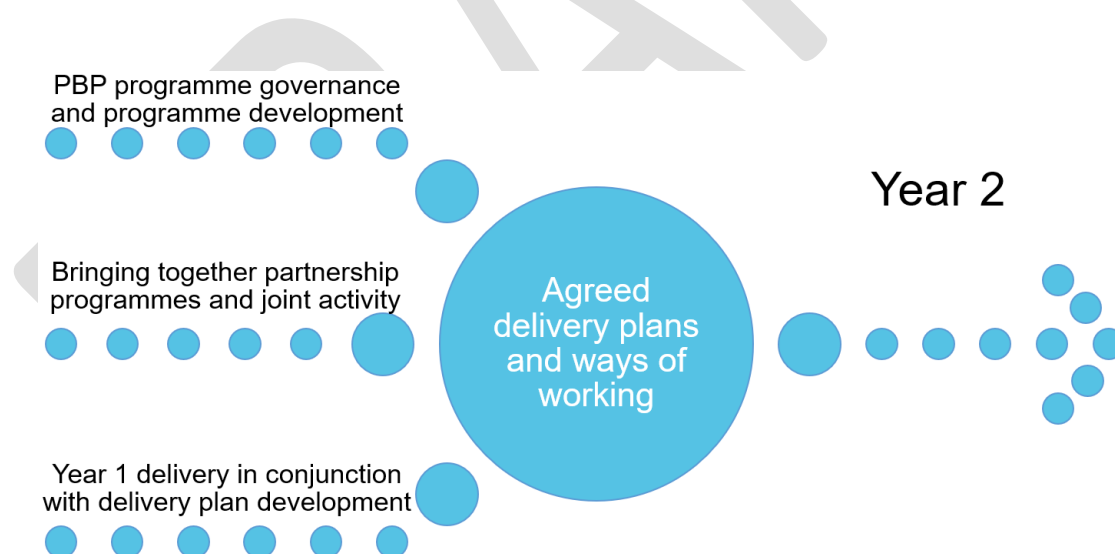 PBP programme governance
and programme development
Year 2
Bringing together partnership
programmes and joint activity
Agreed
delivery plans
and ways of
working
Year 1 delivery in conjunction
with delivery plan development